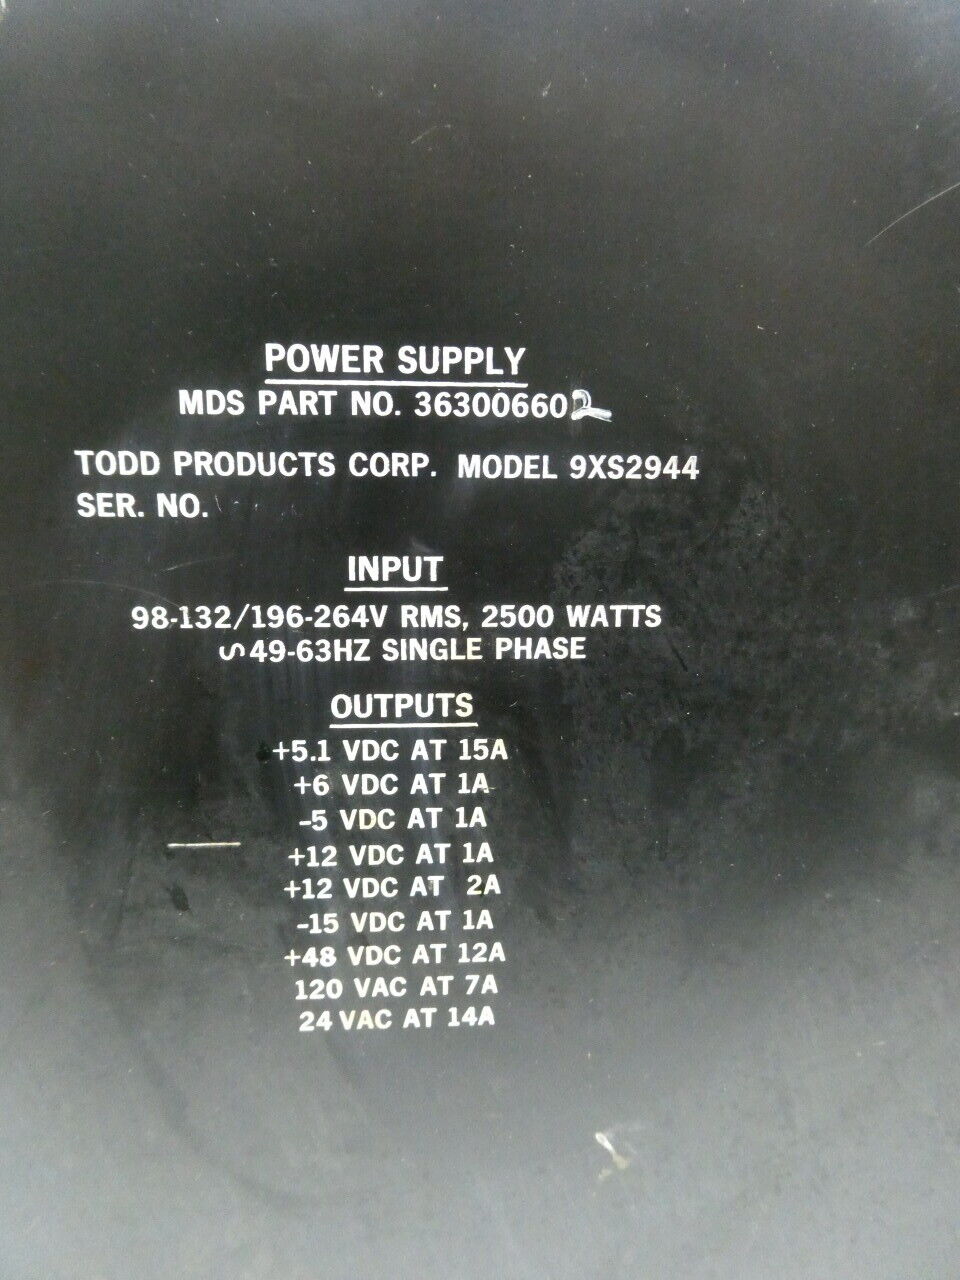 POWER SUPPLY
MDS PART NO. 363006602
TODD PRODUCTS CORP. MODEL 9XS2944
SER. NO.
INPUT
98-132/196-264V RMS, 2500 WATTS
∿49-63HZ SINGLE PHASE
OUTPUTS
+5.1 VDC AT 15A
+6 VDC AT 1A
-5 VDC AT 1A
+12 VDC AT 1A
+12 VDC AT 2A
-15 VDC AT 1A
+48 VDC AT 12A
120 VAC AT 7A
24 VAC AT 14A